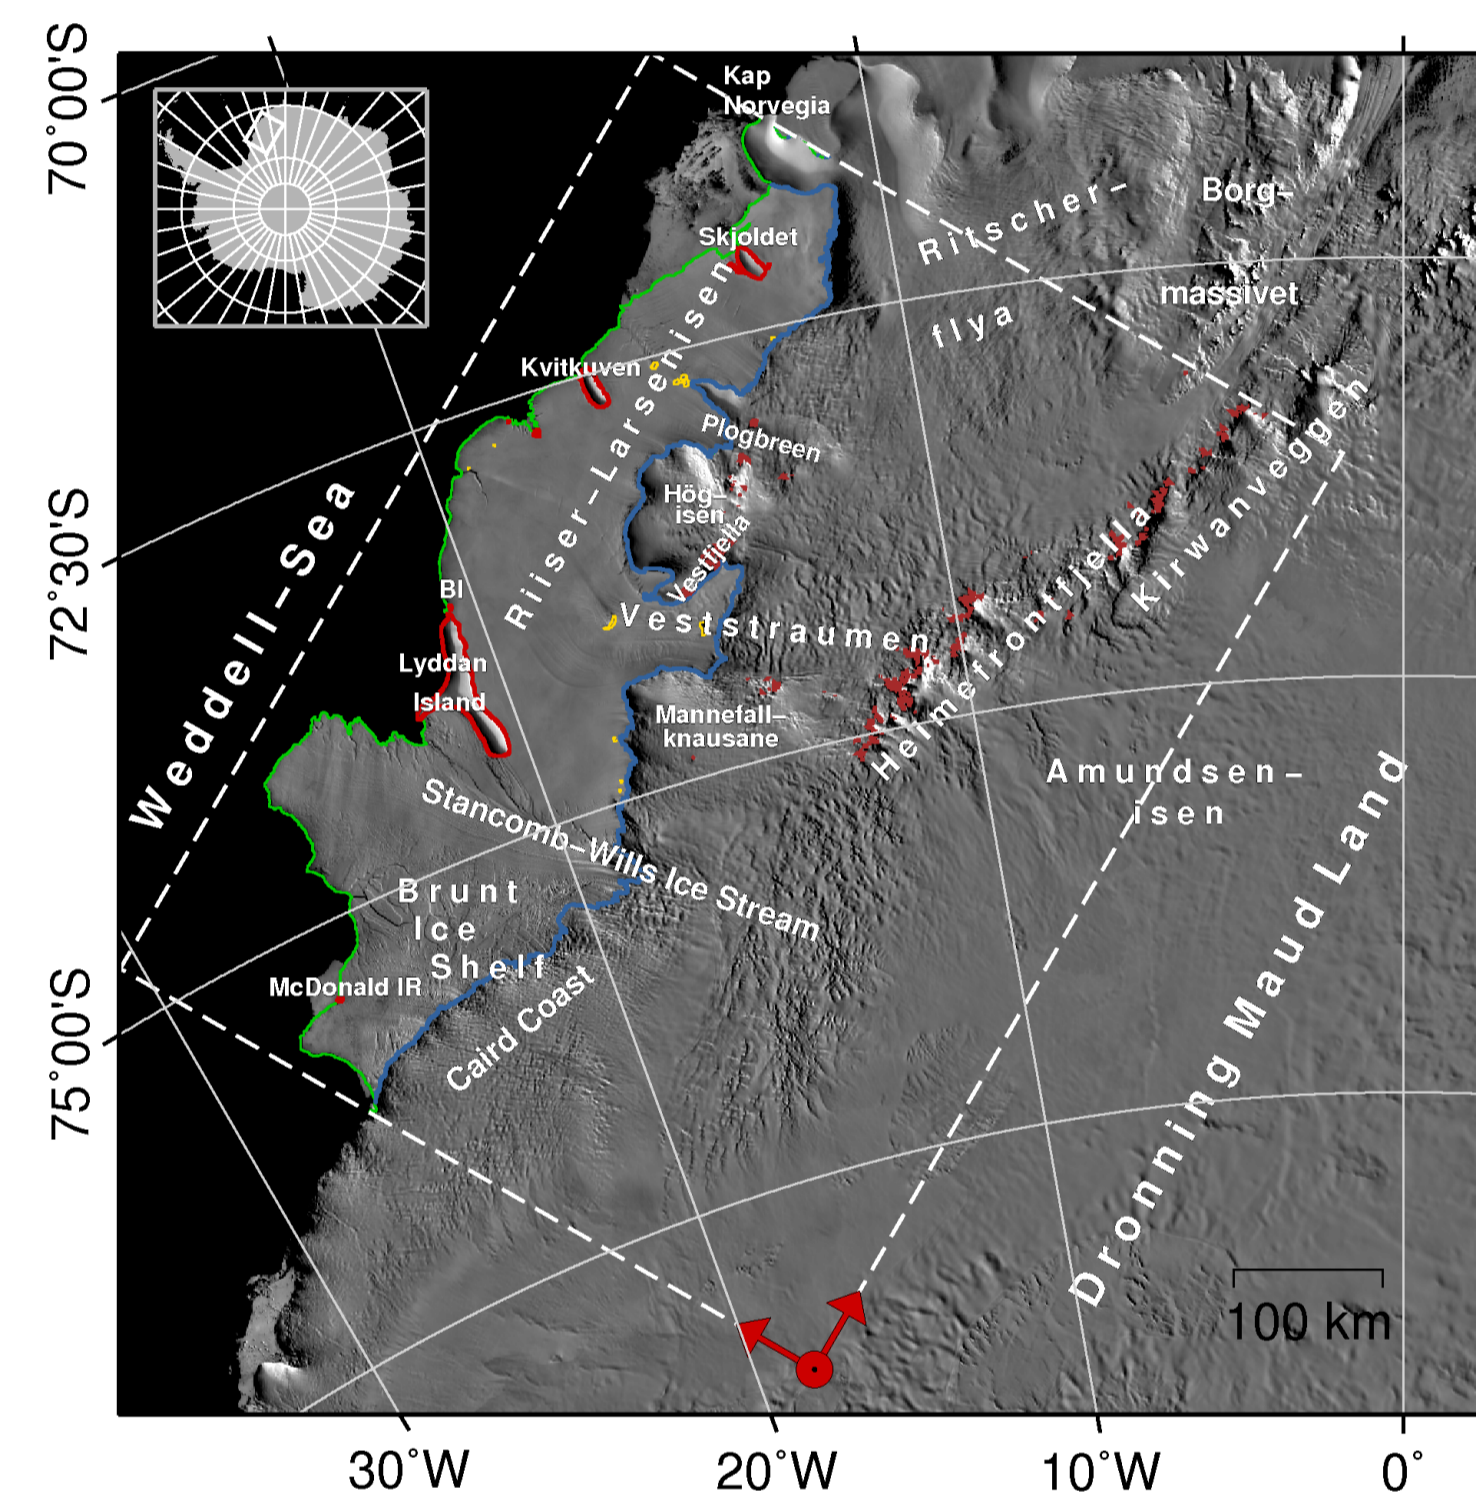 70°00'S
72°30'S
75°00'S
Kap
Norvegia
Skjoldet
Ritscher–
flya
Borg–
massivet
Kvitkuven
Riiser–Larsenisen
Plogbreen
Hög–
isen
Vestfjella
Kirwanveggen
Heimefrontfjella
Weddell–Sea
BI
Lyddan
Island
Veststraumen
Mannefall–
knausane
Amundsen–
isen
Stancomb–Wills Ice Stream
Brunt
Ice
Shelf
McDonald IR
Caird Coast
Dronning Maud Land
100 km
30°W
20°W
10°W
0°